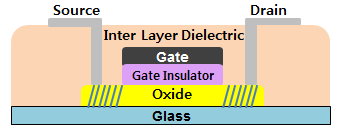 Source Drain
Inter Layer Dielectric
Gate
Gate Insulator
Oxide
Glass